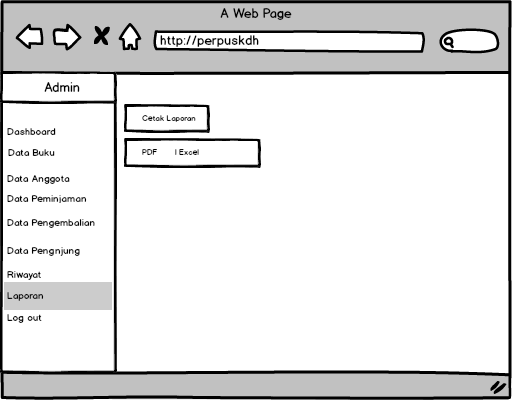 A Web Page
http://perpuskdh
Admin
Dashboard
Data Buku
Data Anggota
Data Peminjaman
Data Pengembalian
Data Pengnjung
Riwayat
Laporan
Log out
Cetak Laporan
PDF | Excel